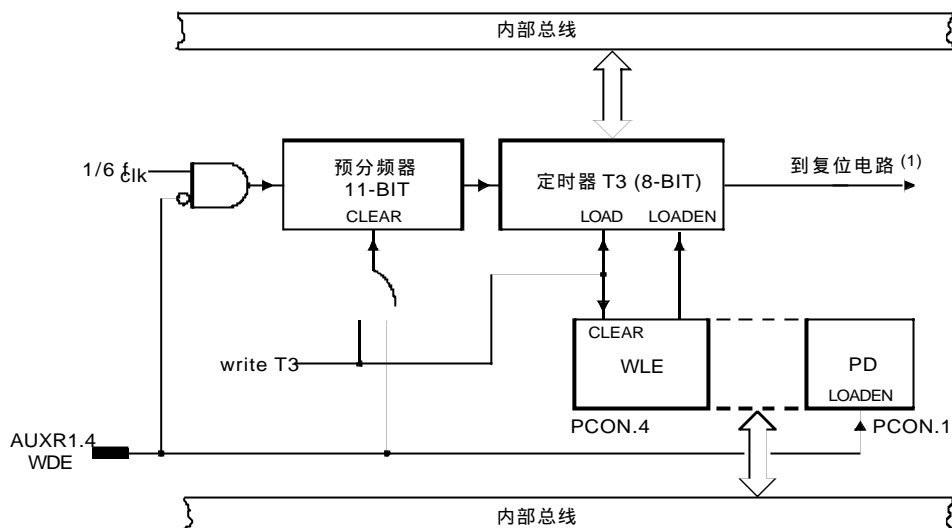 内部总线
1/6 fclk
预分频器
11-BIT
CLEAR
定时器 T3 (8-BIT)
LOAD LOADEN
到复位电路 (1)
CLEAR
WLE
PD
LOADEN
write T3
PCON.4
PCON.1
AUXR1.4
WDE
内部总线